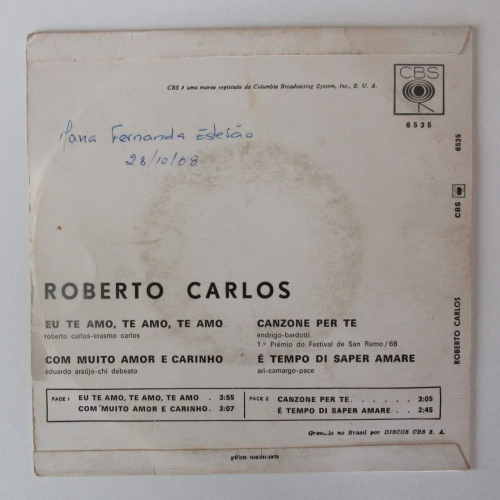 CBS é uma marca registada da Columbia Broadcasting System, Inc., E. U. A.
CBS
6535
Fernanda Estevão
28/10/68
6535
CBS
ROBERTO CARLOS
ROBERTO CARLOS
EU TE AMO, TE AMO, TE AMO
roberto carlos-erasmo carlos
CANZONE PER TE
endrigo-bardotti
1.º Prémio do Festival de San Remo/68
COM MUITO AMOR E CARINHO
eduardo araújo-chi debeato
É TEMPO DI SAPER AMARE
ari-camargo-pace
FACE 1
EU TE AMO, TE AMO, TE AMO . 3:55
COM MUITO AMOR E CARINHO. 3:07
FACE 2
CANZONE PER TE. . . . . . 3:05
É TEMPO DI SAPER AMARE . . . . 2:45
no Brasil por DISCOS CBS S. A.